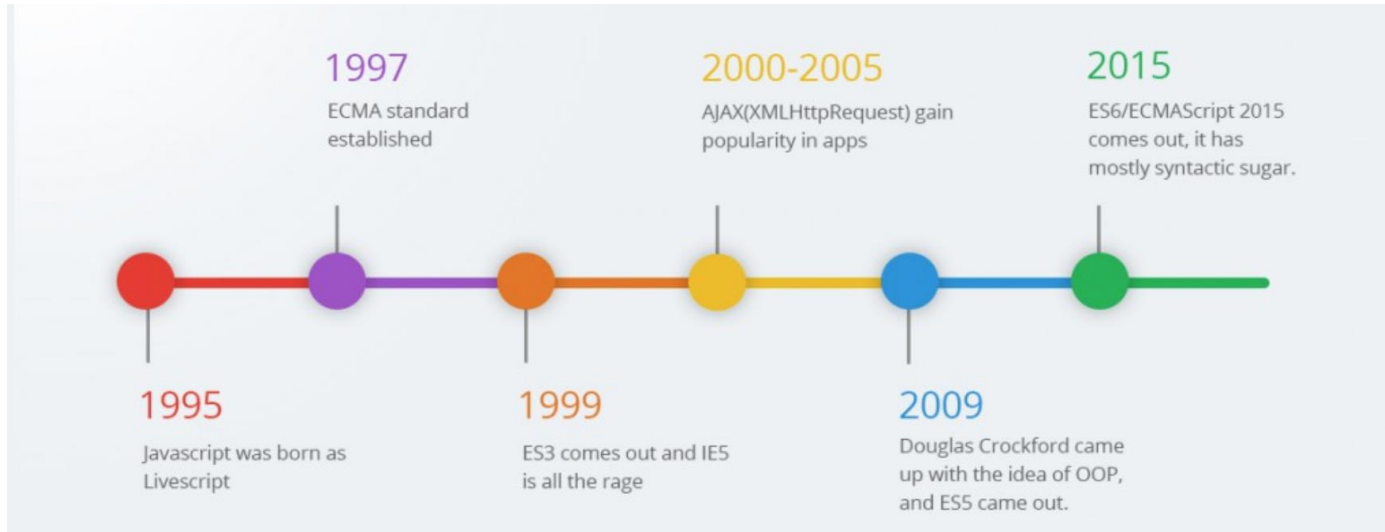 1995
Javascript was born as
Livescript
1997
ECMA standard
established
1999
ES3 comes out and IE5
is all the rage
2000-2005
AJAX(XMLHttpRequest) gain
popularity in apps
2009
Douglas Crockford came
up with the idea of OOP,
and ES5 came out.
2015
ES6/ECMAScript 2015
comes out, it has
mostly syntactic sugar.